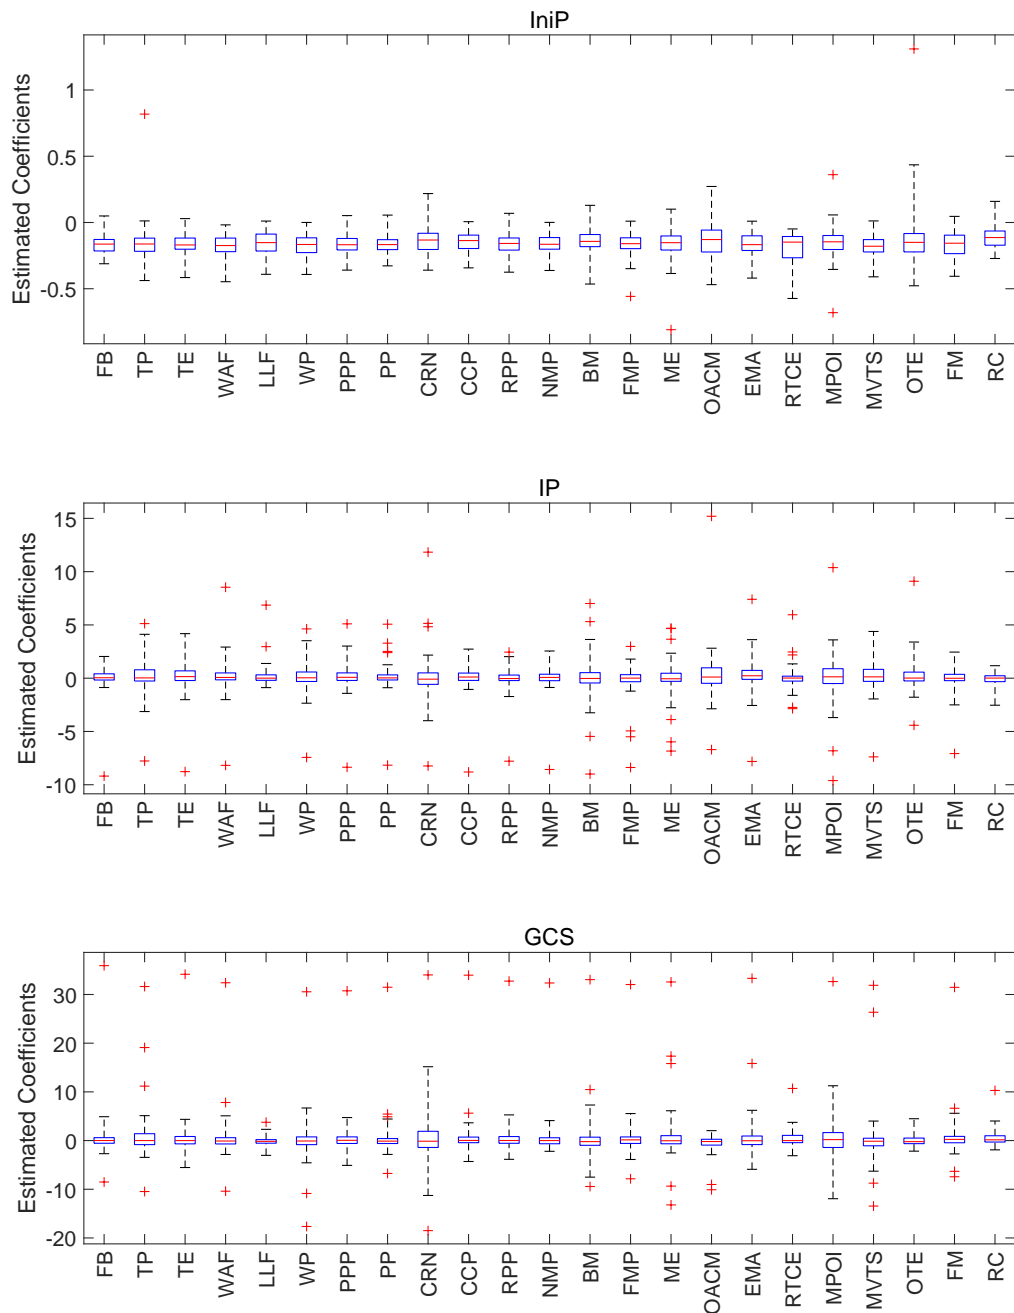 IniP
Estimated Coefficients
1
0.5
0
-0.5
FB TP TE WAF LLF WP PPP PP CRN CCP RPP NMP BM FMP ME OACM EMA RTCE MPOI MVTS OTE FM RC
IP
Estimated Coefficients
15
10
5
0
-5
-10
FB TP TE WAF LLF WP PPP PP CRN CCP RPP NMP BM FMP ME OACM EMA RTCE MPOI MVTS OTE FM RC
GCS
Estimated Coefficients
30
20
10
0
-10
-20
FB TP TE WAF LLF WP PPP PP CRN CCP RPP NMP BM FMP ME OACM EMA RTCE MPOI MVTS OTE FM RC